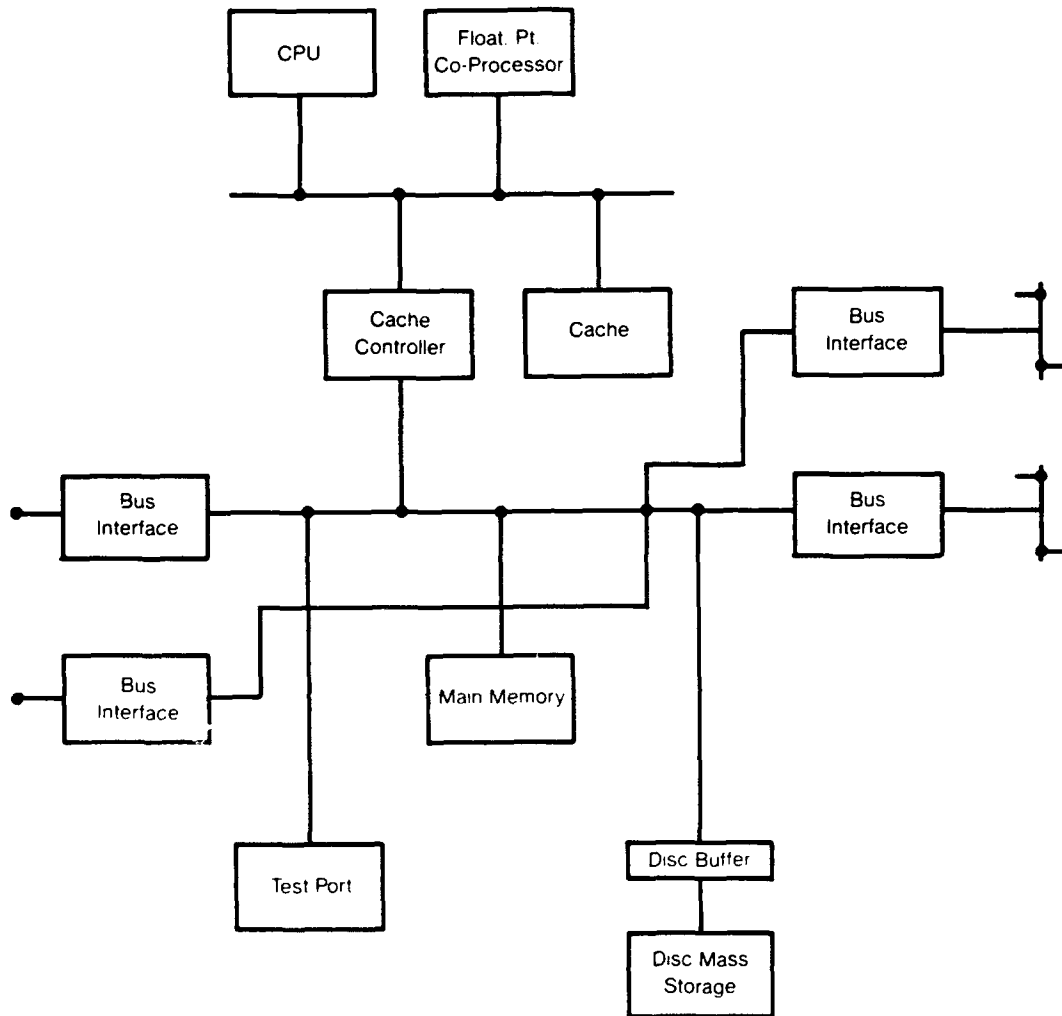 CPU
Float. Pt.
Co-Processor
Cache
Controller
Cache
Bus
Interface
Bus
Interface
Bus
Interface
Bus
Interface
Main Memory
Test Port
Disc Buffer
Disc Mass
Storage